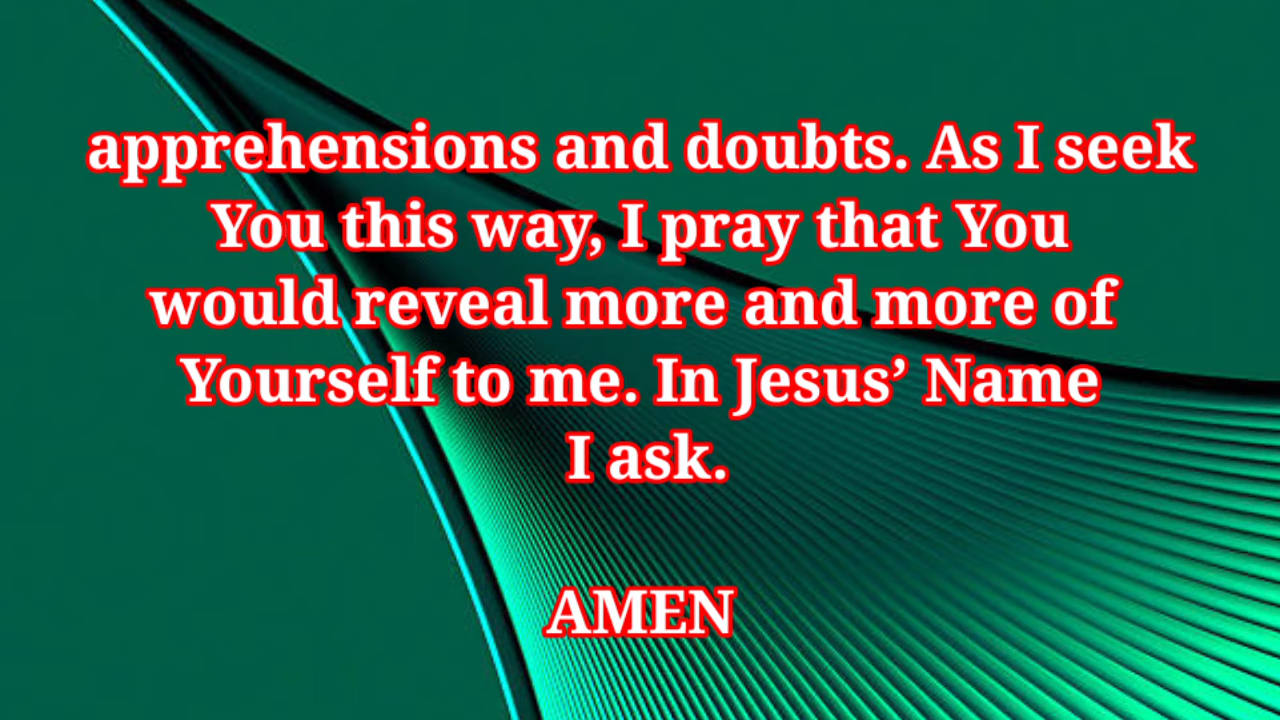 apprehensions and doubts. As I seek
You this way, I pray that You
would reveal more and more of
Yourself to me. In Jesus’ Name
I ask.
AMEN